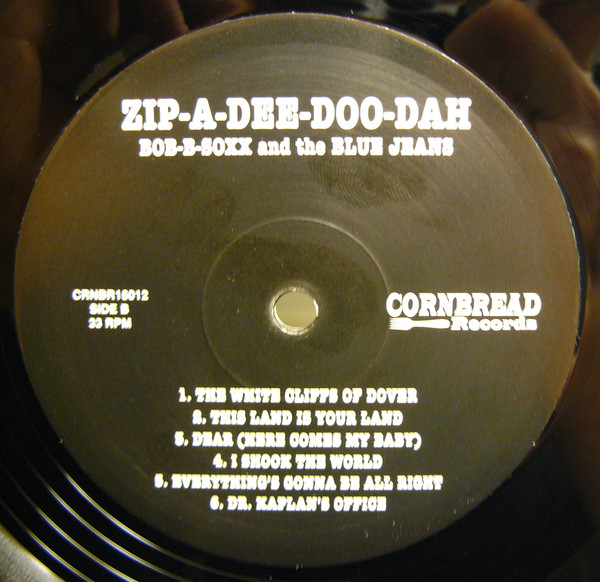 ZIP-A-DEE-DOO-DAH
BOB-B-SOXX and the BLUE JEANS
CRNBR16012
SIDE B
33 RPM
CORNBREAD
Records
1. THE WHITE CLIFFS OF DOVER
2. THIS LAND IS YOUR LAND
3. DEAR (HERE COMES MY BABY)
4. I SHOOK THE WORLD
5. EVERYTHING'S GONNA BE ALL RIGHT
6. DR. KAPLAN'S OFFICE